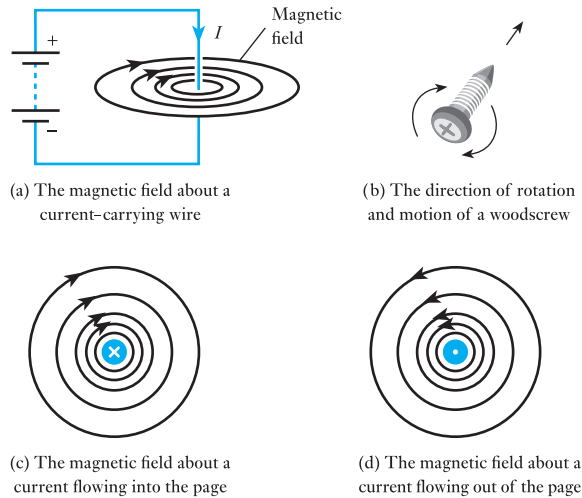 Magnetic
field
I
+
−
(a) The magnetic field about a
current–carrying wire
(b) The direction of rotation
and motion of a woodscrew
(c) The magnetic field about a
current flowing into the page
(d) The magnetic field about a
current flowing out of the page